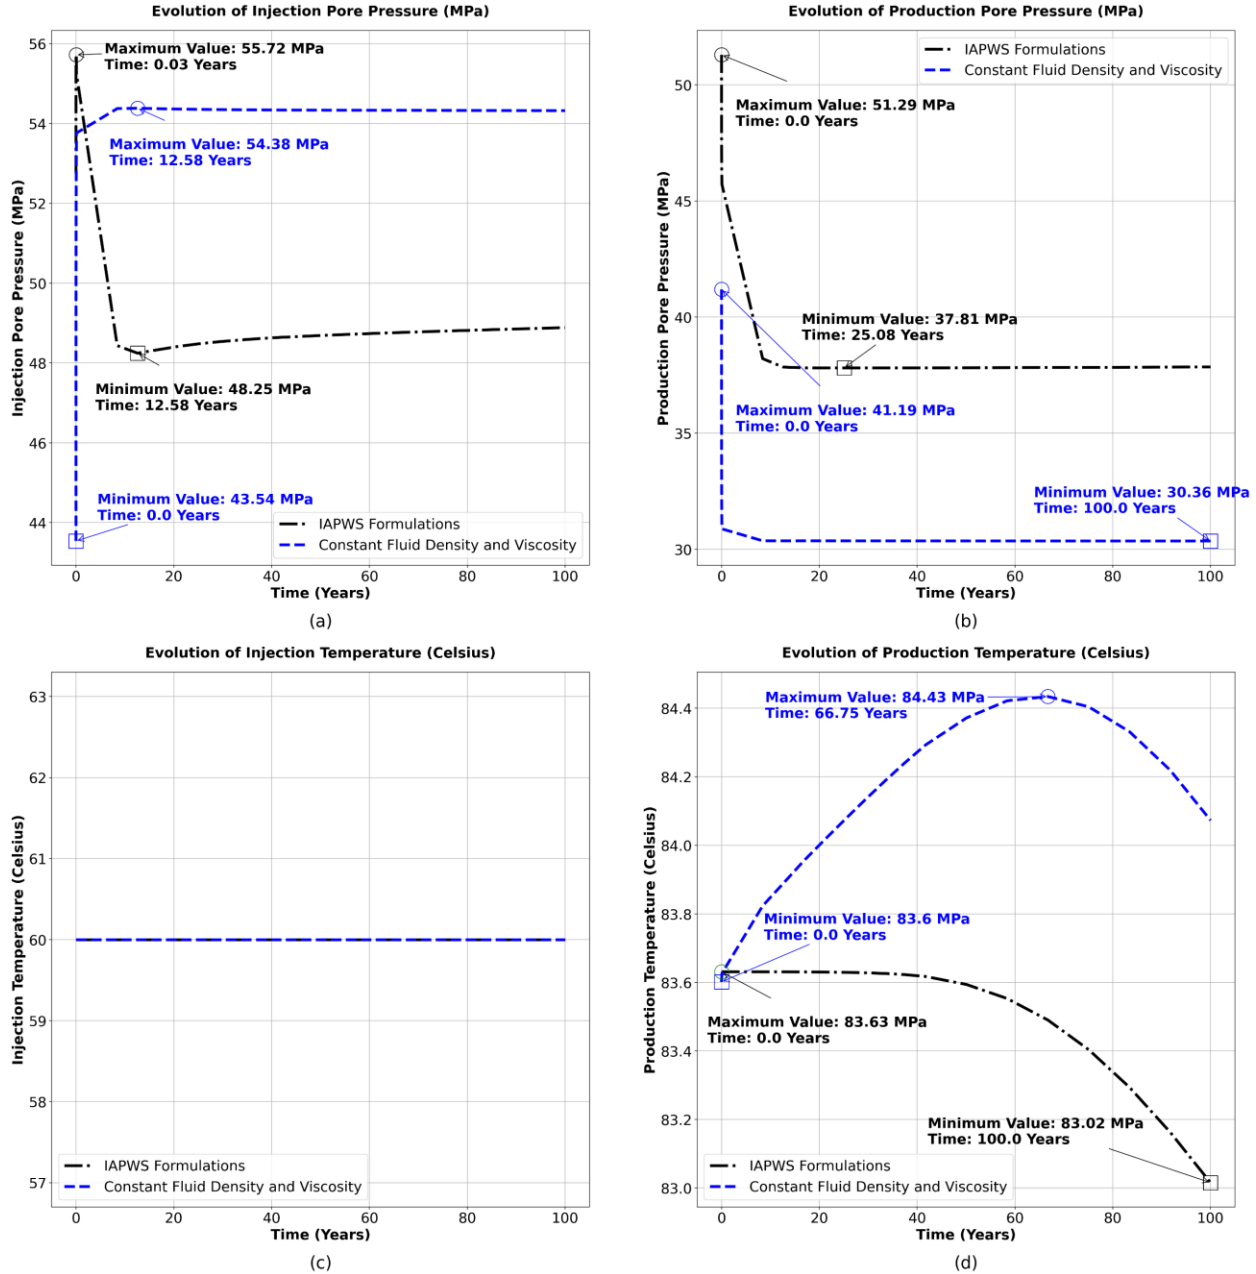 Evolution of Injection Pore Pressure (MPa)
Injection Pore Pressure (MPa)
56
54
52
50
48
46
44
Maximum Value: 55.72 MPa
Time: 0.03 Years
Maximum Value: 54.38 MPa
Time: 12.58 Years
Minimum Value: 48.25 MPa
Time: 12.58 Years
Minimum Value: 43.54 MPa
Time: 0.0 Years
IAPWS Formulations
Constant Fluid Density and Viscosity
0 20 40 60 80 100
Time (Years)
(a)
Evolution of Production Pore Pressure (MPa)
Production Pore Pressure (MPa)
50
45
40
35
30
IAPWS Formulations
Constant Fluid Density and Viscosity
Maximum Value: 51.29 MPa
Time: 0.0 Years
Minimum Value: 37.81 MPa
Time: 25.08 Years
Maximum Value: 41.19 MPa
Time: 0.0 Years
Minimum Value: 30.36 MPa
Time: 100.0 Years
0 20 40 60 80 100
Time (Years)
(b)
Evolution of Injection Temperature (Celsius)
Injection Temperature (Celsius)
63
62
61
60
59
58
57
IAPWS Formulations
Constant Fluid Density and Viscosity
0 20 40 60 80 100
Time (Years)
(c)
Evolution of Production Temperature (Celsius)
Production Temperature (Celsius)
84.4
84.2
84.0
83.8
83.6
83.4
83.2
83.0
Maximum Value: 84.43 MPa
Time: 66.75 Years
Minimum Value: 83.6 MPa
Time: 0.0 Years
Maximum Value: 83.63 MPa
Time: 0.0 Years
Minimum Value: 83.02 MPa
Time: 100.0 Years
IAPWS Formulations
Constant Fluid Density and Viscosity
0 20 40 60 80 100
Time (Years)
(d)